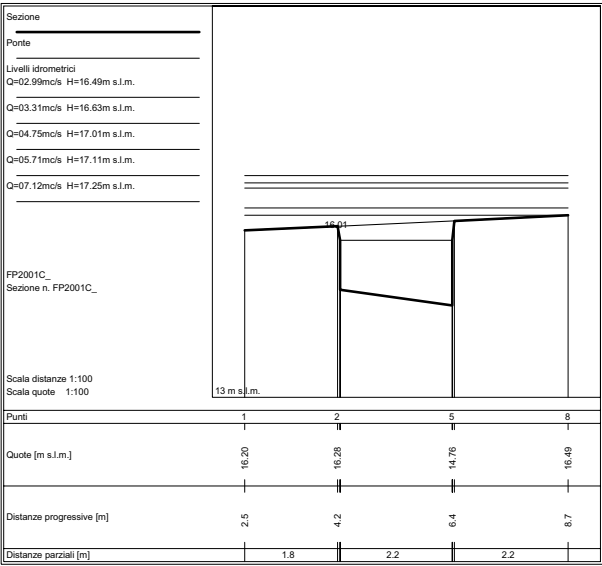 Sezione
Ponte
Livelli idrometrici
Q=02.99mc/s H=16.49m s.l.m.
Q=03.31mc/s H=16.63m s.l.m.
Q=04.75mc/s H=17.01m s.l.m.
Q=05.71mc/s H=17.11m s.l.m.
Q=07.12mc/s H=17.25m s.l.m.
16.01
FP2001C_
Sezione n. FP2001C_
Scala distanze 1:100
Scala quote 1:100
13 m s.l.m.
Punti 1 2 5 8
Quote [m s.l.m.] 16.20 16.28 14.76 16.49
Distanze progressive [m] 2.5 4.2 6.4 8.7
Distanze parziali [m] 1.8 2.2 2.2